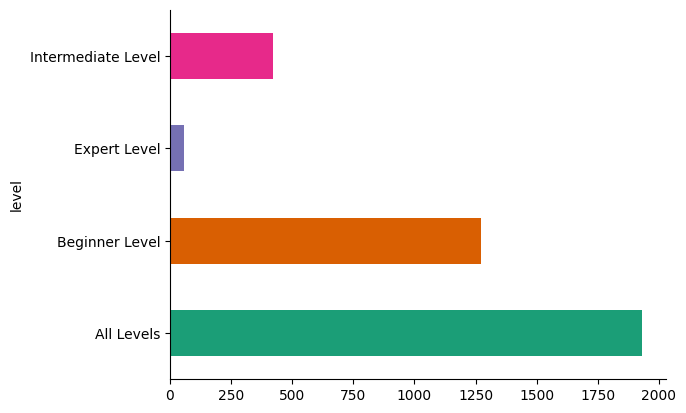 Intermediate Level
Expert Level
level
Beginner Level
All Levels
0 250 500 750 1000 1250 1500 1750 2000